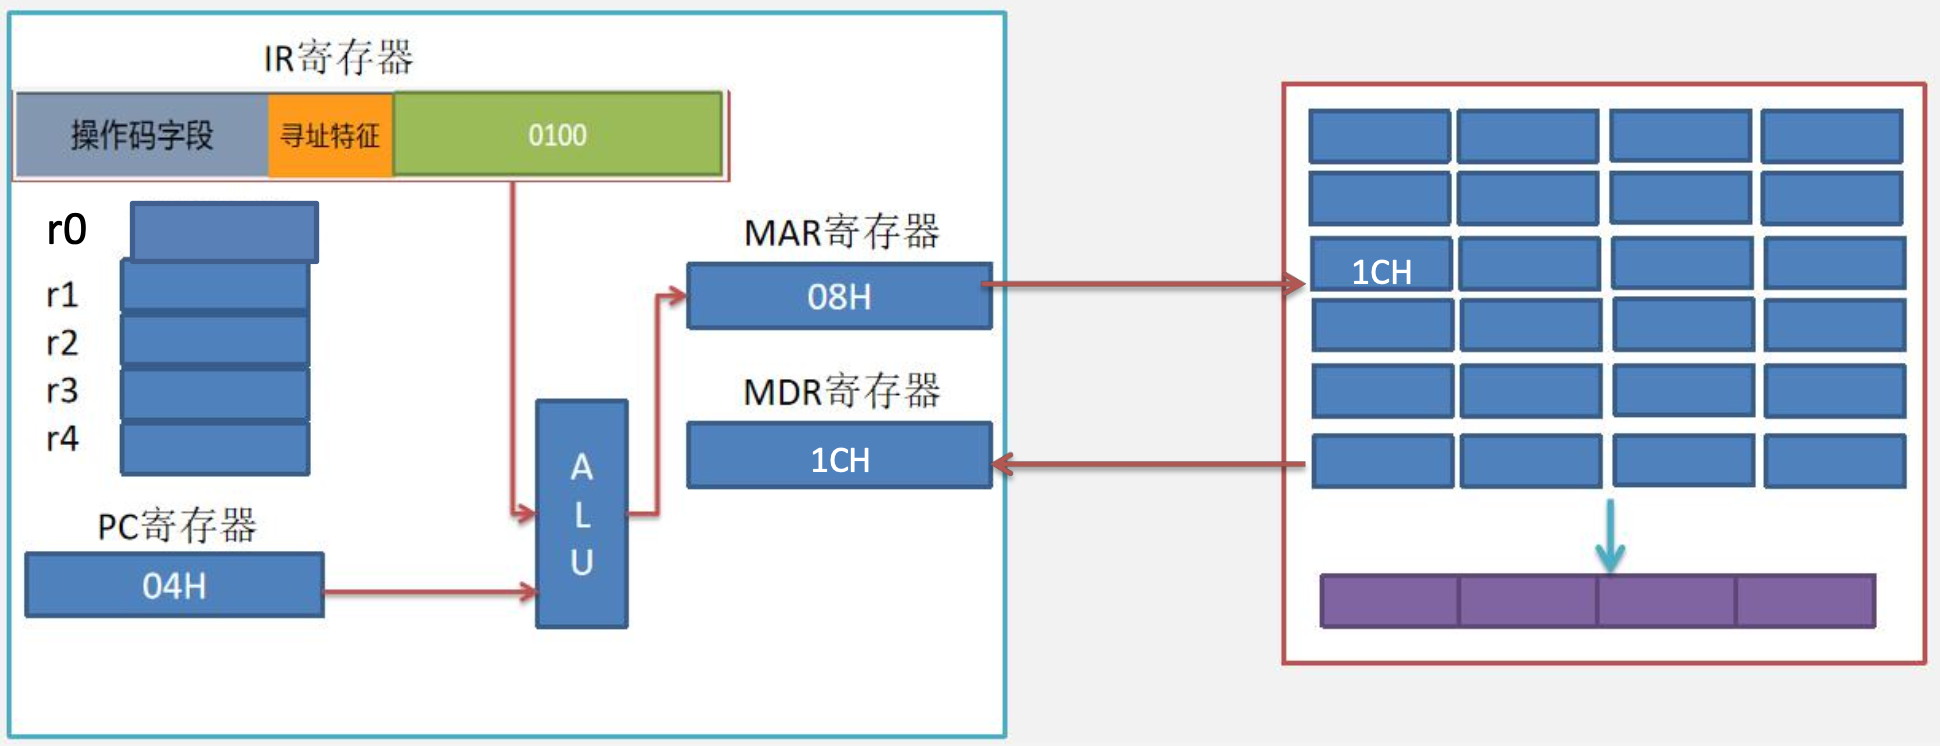 IR寄存器
操作码字段 寻址特征 0100
r0
r1
r2
r3
r4
PC寄存器
04H
A
L
U
MAR寄存器
08H
MDR寄存器
1CH
1CH